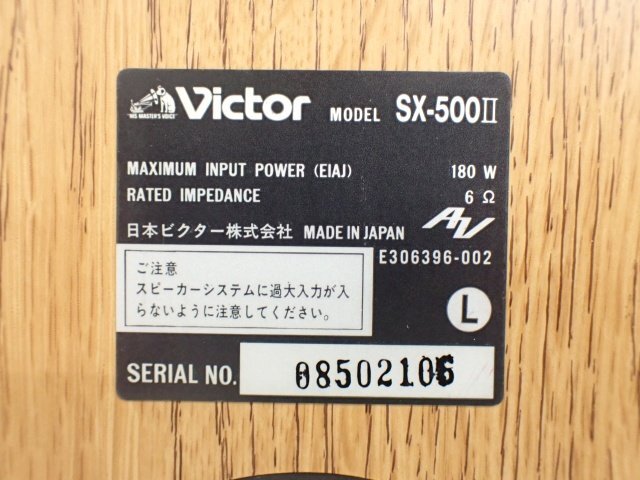 "HIS MASTER'S VOICE"
Victor MODEL SX-500II
MAXIMUM INPUT POWER (EIAJ) 180 W
RATED IMPEDANCE 6 Ω
AV
日本ビクター株式会社 MADE IN JAPAN
E306396-002
ご注意
スピーカーシステムに過大入力が入
らないように注意してください。
L
SERIAL NO.